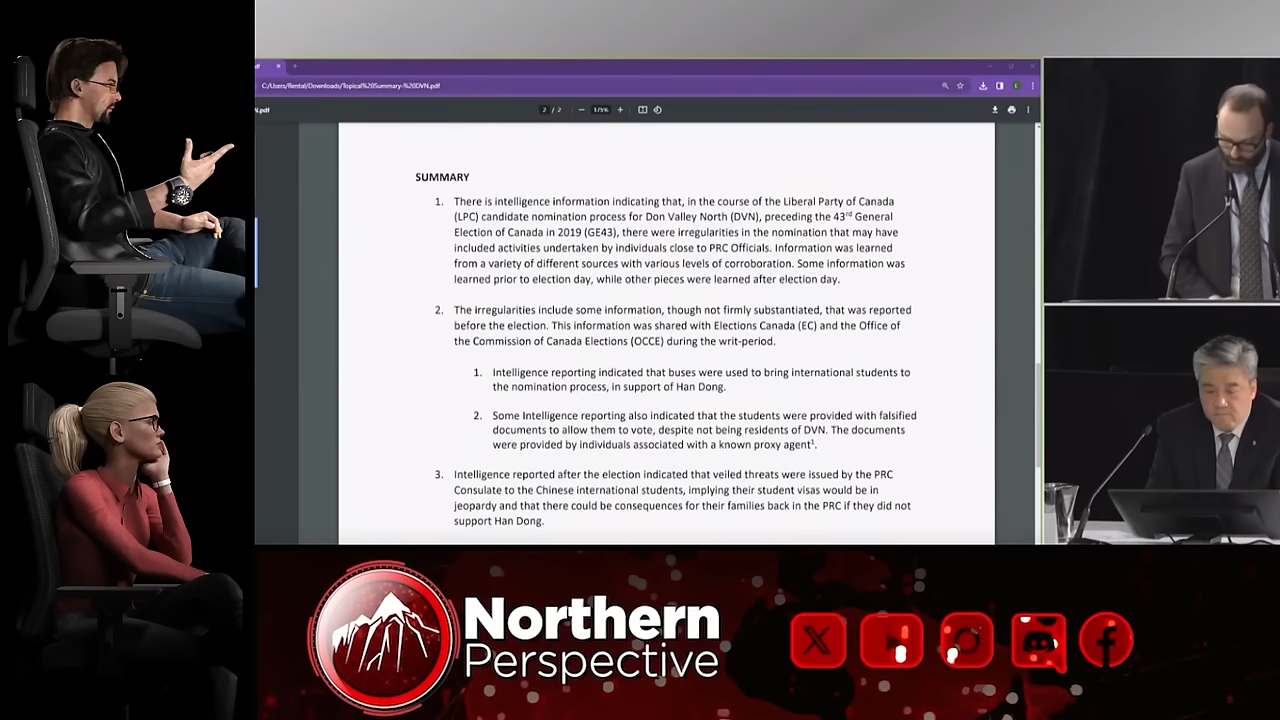 C:/Users/Rental/Downloads/Topical%20Summary-%20DVN.pdf
N.pdf
2 / 2
175%
SUMMARY
1. There is intelligence information indicating that, in the course of the Liberal Party of Canada
(LPC) candidate nomination process for Don Valley North (DVN), preceding the 43rd General
Election of Canada in 2019 (GE43), there were irregularities in the nomination that may have
included activities undertaken by individuals close to PRC Officials. Information was learned
from a variety of different sources with various levels of corroboration. Some information was
learned prior to election day, while other pieces were learned after election day.
2. The irregularities include some information, though not firmly substantiated, that was reported
before the election. This information was shared with Elections Canada (EC) and the Office of
the Commission of Canada Elections (OCCE) during the writ-period.
1. Intelligence reporting indicated that buses were used to bring international students to
the nomination process, in support of Han Dong.
2. Some Intelligence reporting also indicated that the students were provided with falsified
documents to allow them to vote, despite not being residents of DVN. The documents
were provided by individuals associated with a known proxy agent1.
3. Intelligence reported after the election indicated that veiled threats were issued by the PRC
Consulate to the Chinese international students, implying their student visas would be in
jeopardy and that there could be consequences for their families back in the PRC if they did not
support Han Dong.
Northern
Perspective